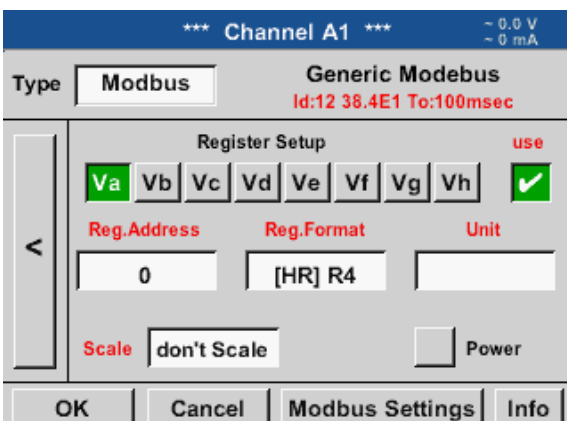 *** Channel A1 ***
~ 0.0 V
~ 0 mA
Type Modbus
Generic Modebus
Id:12 38.4E1 To:100msec
<
Register Setup
use
Va Vb Vc Vd Ve Vf Vg Vh ✔
Reg.Address Reg.Format Unit
0 [HR] R4
Scale don't Scale Power
OK Cancel Modbus Settings Info